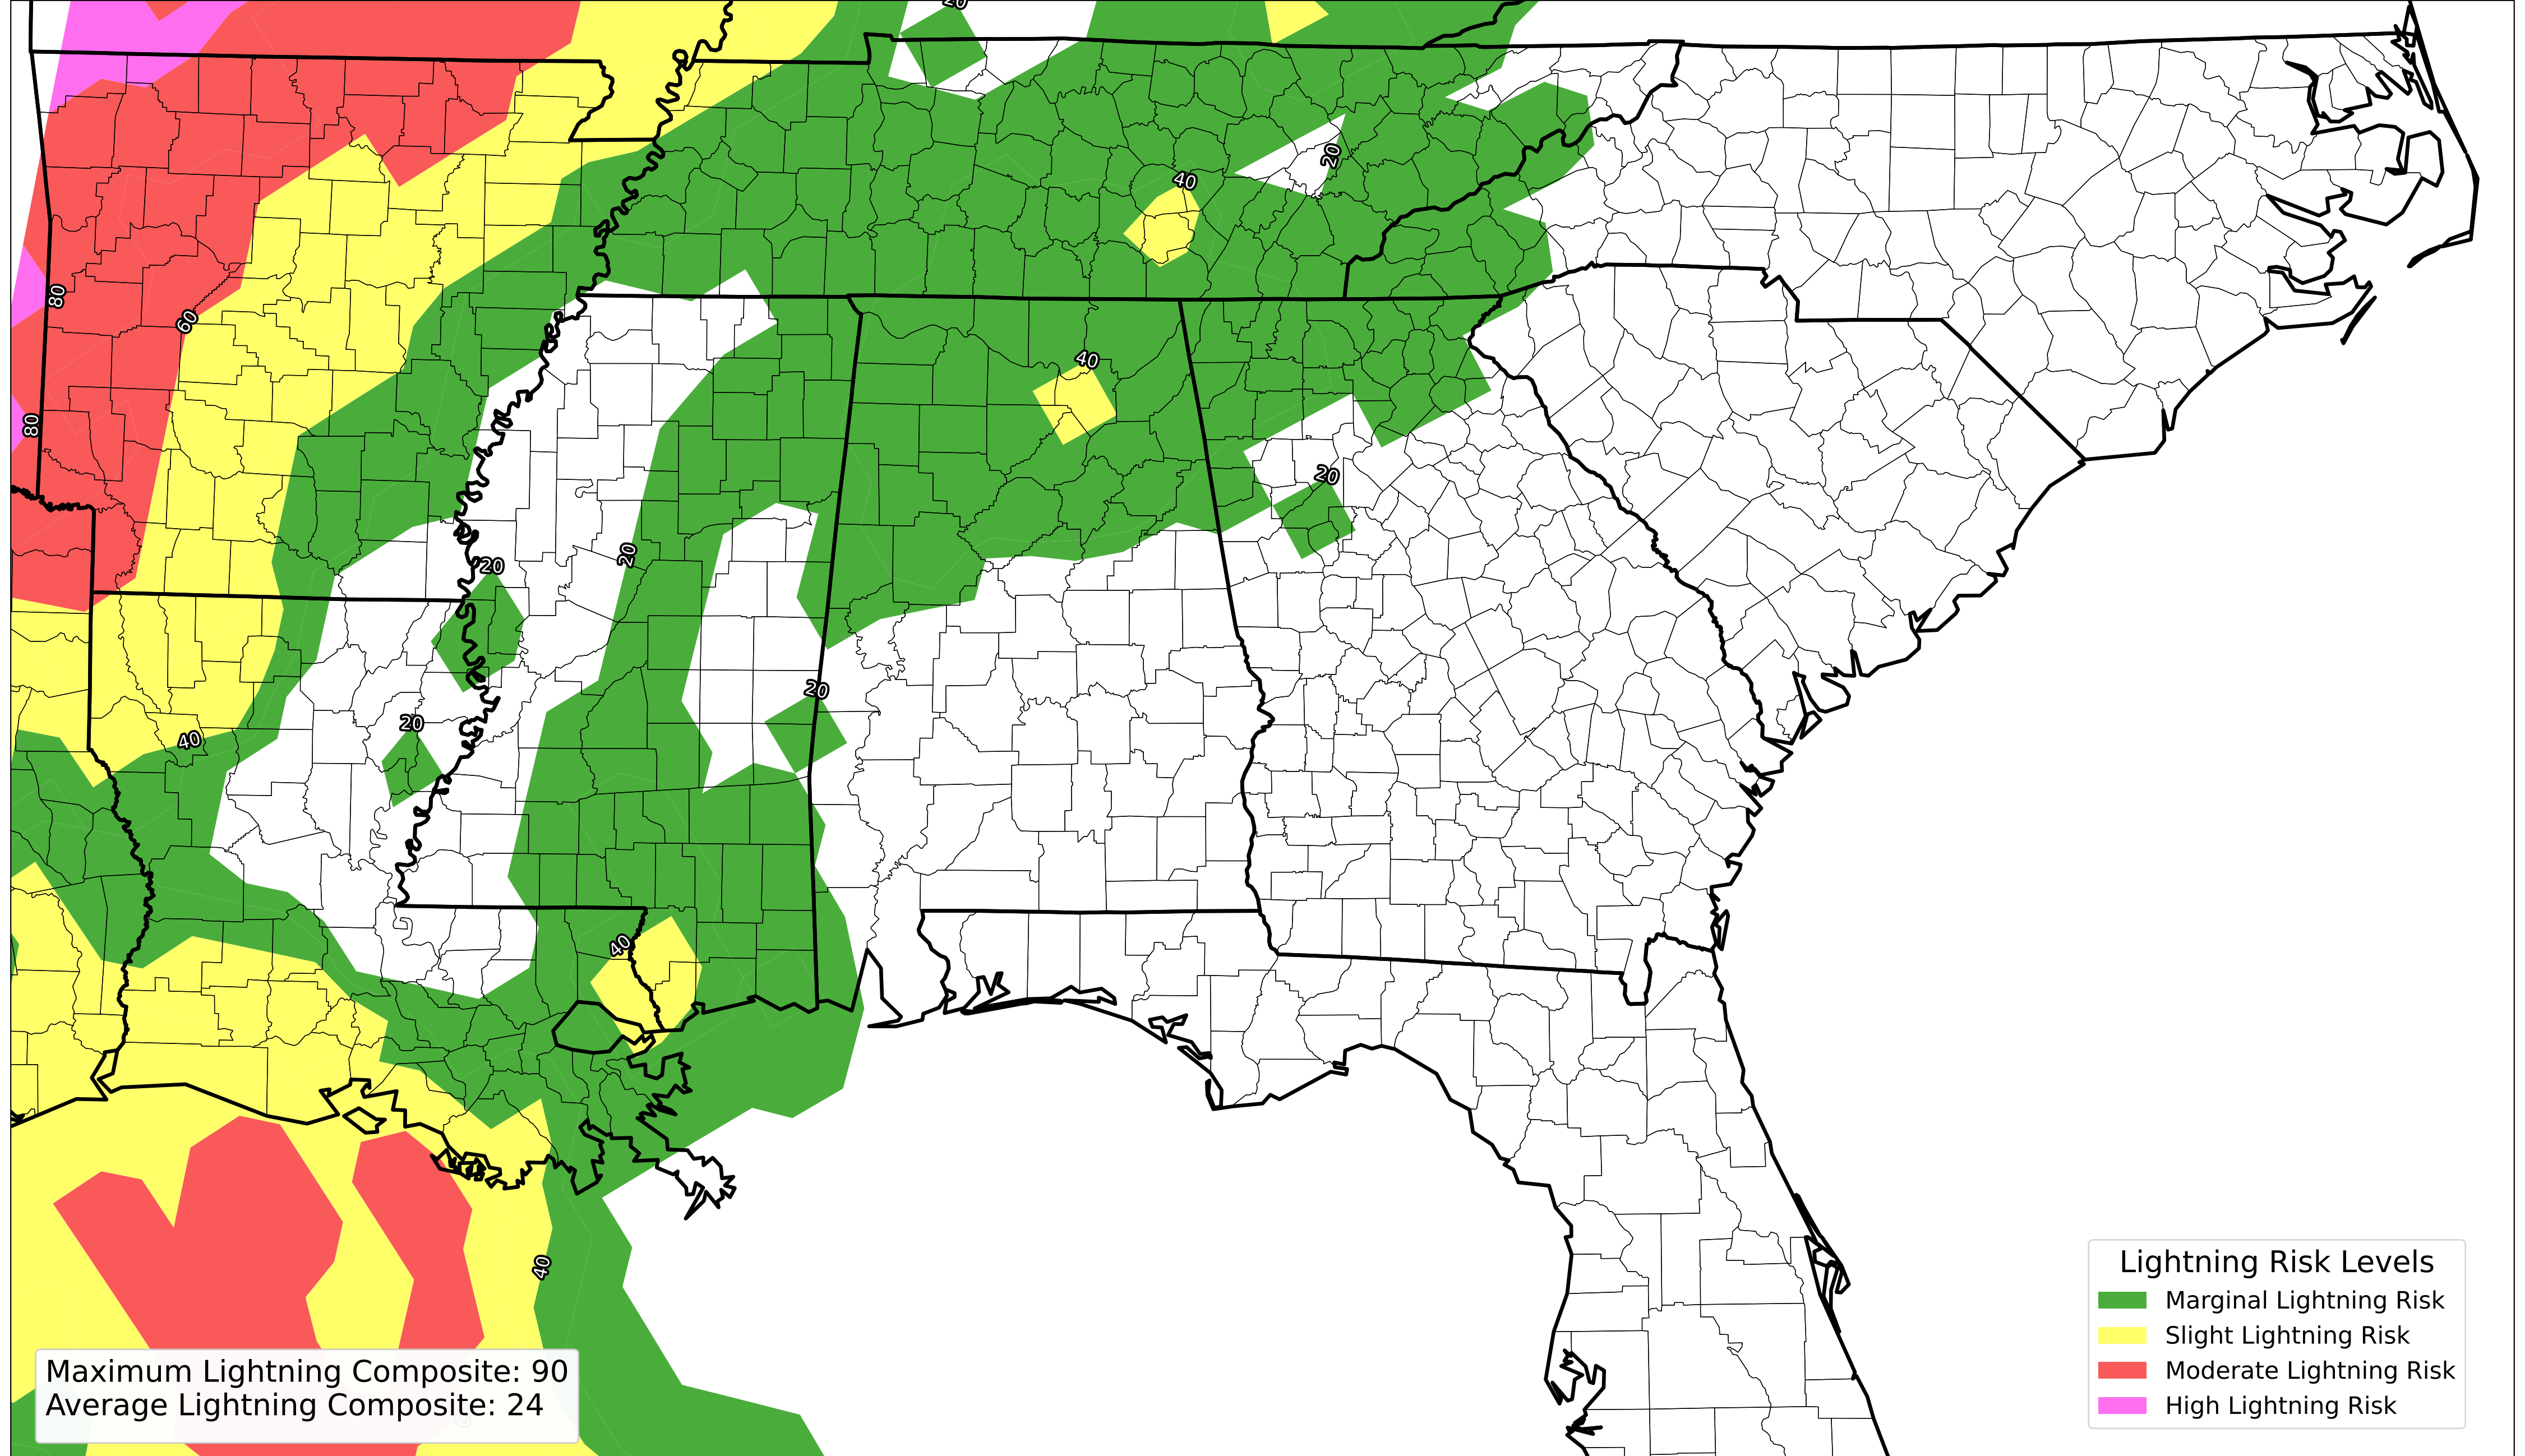 20
20
40
80
60
40
80
20
20
20
20
20
40
40
40
Lightning Risk Levels
Marginal Lightning Risk
Slight Lightning Risk
Moderate Lightning Risk
High Lightning Risk
Maximum Lightning Composite: 90
Average Lightning Composite: 24